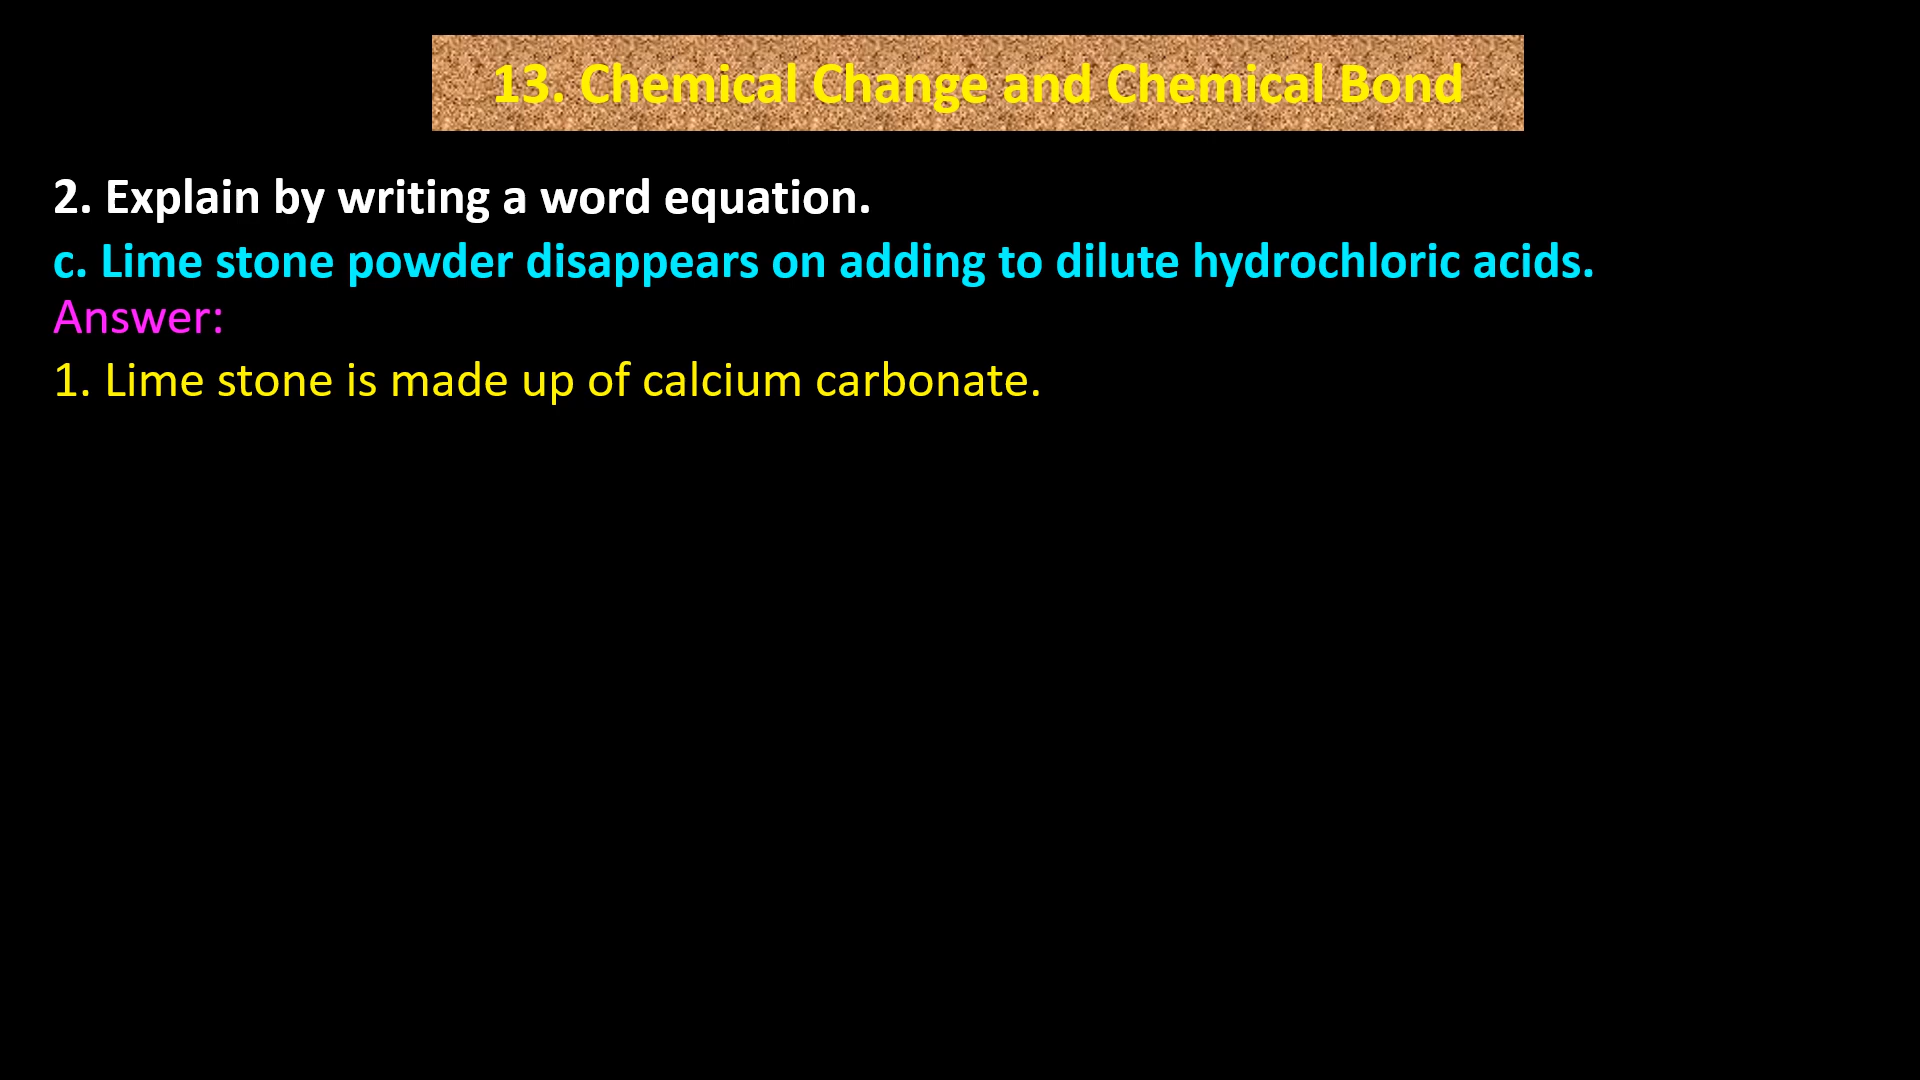 13. Chemical Change and Chemical Bond
2. Explain by writing a word equation.
c. Lime stone powder disappears on adding to dilute hydrochloric acids.
Answer:
1. Lime stone is made up of calcium carbonate.